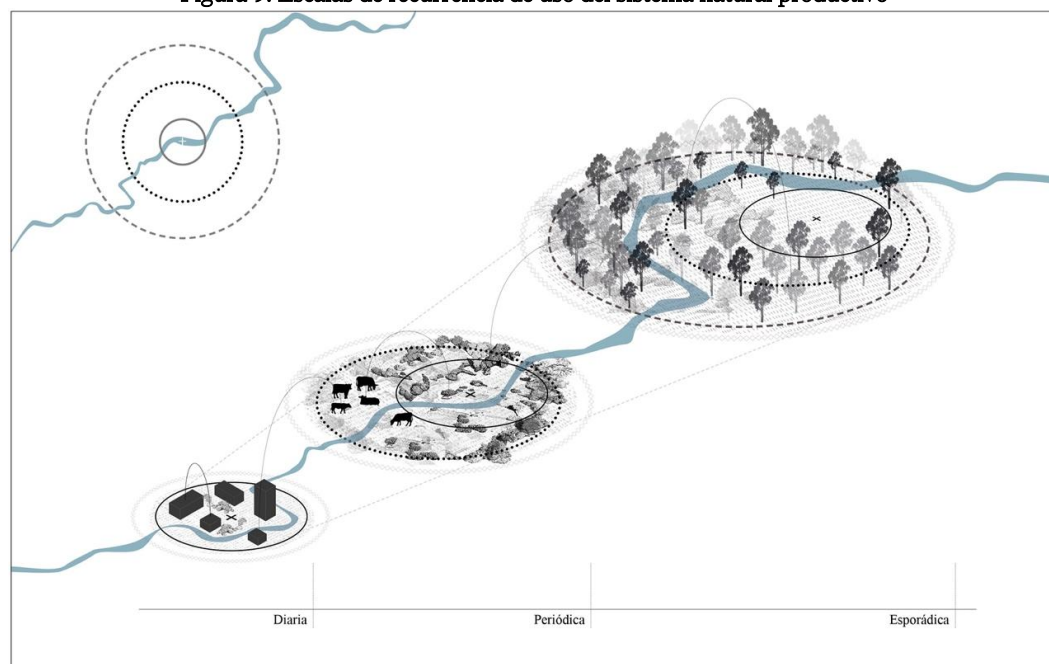 Figura 9. Escalas de recurrencia de uso del sistema natural productivo
Diaria
Periódica
Esporádica